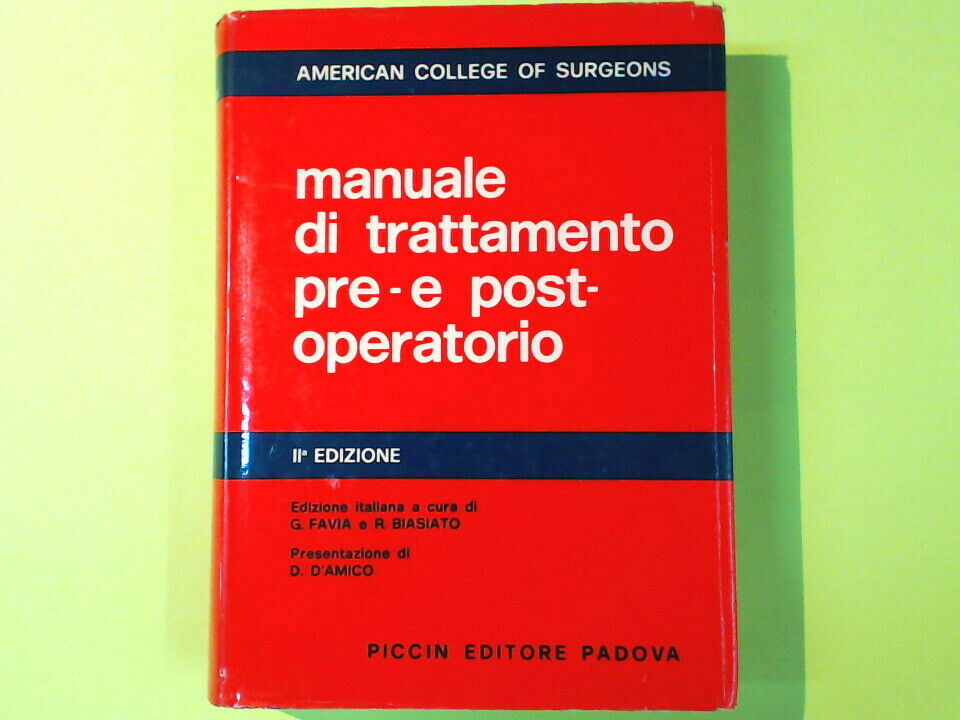 AMERICAN COLLEGE OF SURGEONS
manuale
di trattamento
pre-e post-
operatorio
IIª EDIZIONE
Edizione italiana a cura di
G. FAVIA e R. BIASIATO
Presentazione di
D. D'AMICO
PICCIN EDITORE PADOVA